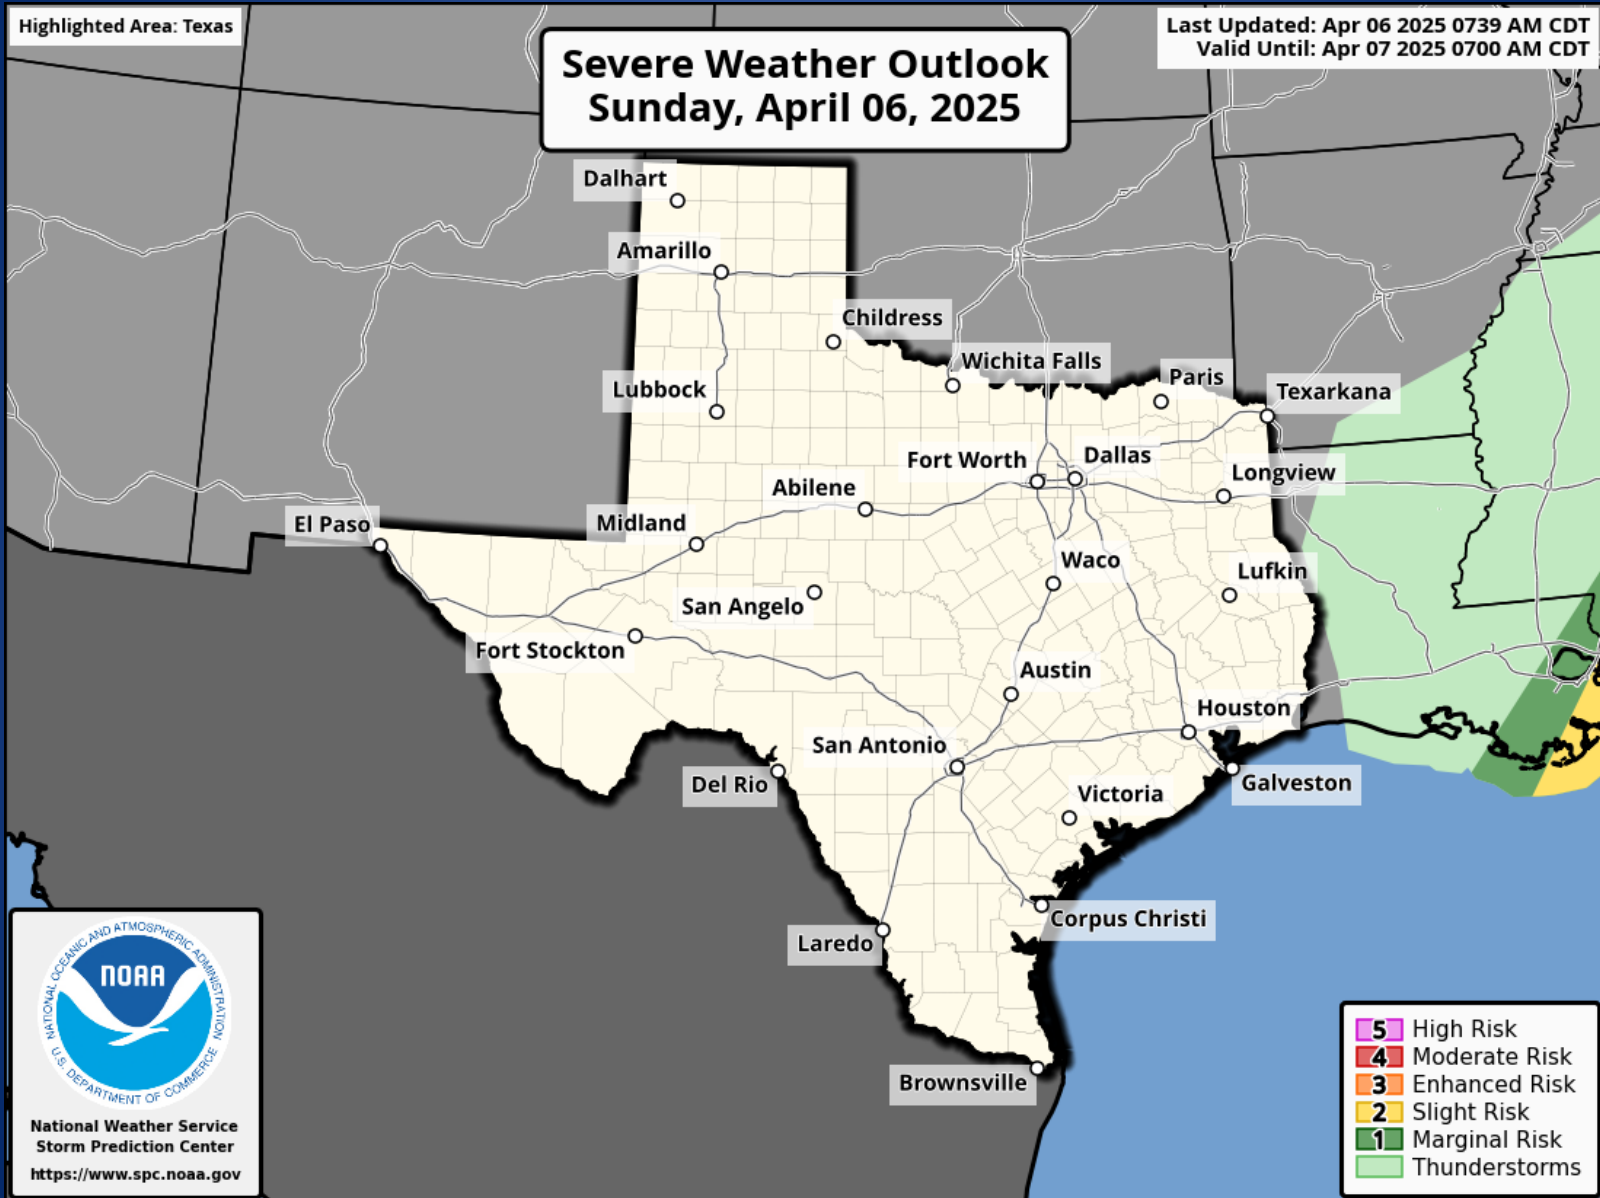 Highlighted Area: Texas
Severe Weather Outlook
Sunday, April 06, 2025
Last Updated: Apr 06 2025 0739 AM CDT
Valid Until: Apr 07 2025 0700 AM CDT
Dalhart
Amarillo
Childress
Wichita Falls
Paris
Texarkana
Lubbock
Fort Worth
Dallas
Longview
Abilene
El Paso
Midland
Waco
Lufkin
San Angelo
Fort Stockton
Austin
Houston
San Antonio
Del Rio
Galveston
Victoria
Corpus Christi
Laredo
Brownsville
NATIONAL OCEANIC AND ATMOSPHERIC ADMINISTRATION
NOAA
U.S. DEPARTMENT OF COMMERCE
National Weather Service
Storm Prediction Center
https://www.spc.noaa.gov
5 High Risk
4 Moderate Risk
3 Enhanced Risk
2 Slight Risk
1 Marginal Risk
Thunderstorms